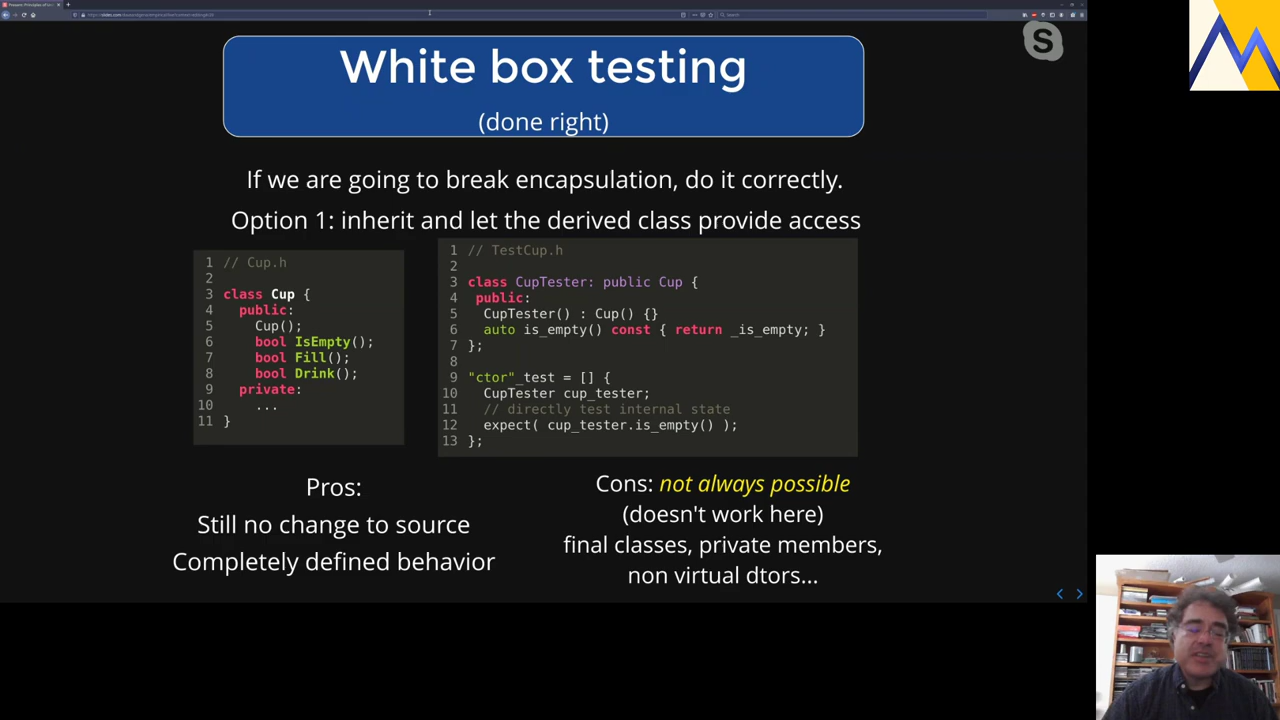 White box testing
(done right)
If we are going to break encapsulation, do it correctly.
Option 1: inherit and let the derived class provide access
1 // Cup.h
2
3 class Cup {
4 public:
5 Cup();
6 bool IsEmpty();
7 bool Fill();
8 bool Drink();
9 private:
10 ...
11 }
1 // TestCup.h
2
3 class CupTester: public Cup {
4 public:
5 CupTester() : Cup() {}
6 auto is_empty() const { return _is_empty; }
7 };
8
9 "ctor"_test = [] {
10 CupTester cup_tester;
11 // directly test internal state
12 expect( cup_tester.is_empty() );
13 };
Pros:
Still no change to source
Completely defined behavior
Cons: not always possible
(doesn't work here)
final classes, private members,
non virtual dtors...